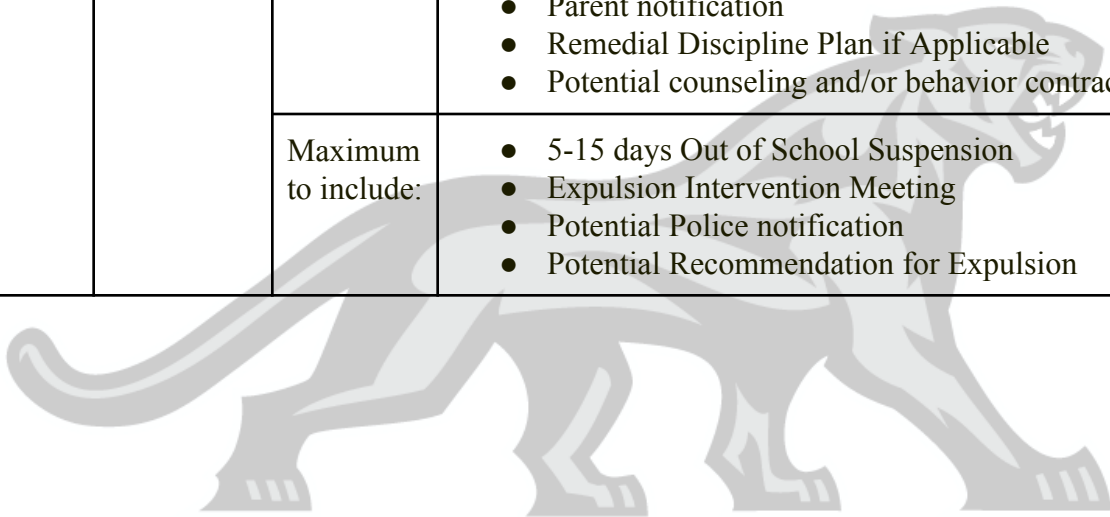 ● Parent notification
● Remedial Discipline Plan if Applicable
● Potential counseling and/or behavior contrac
Maximum
to include:
● 5-15 days Out of School Suspension
● Expulsion Intervention Meeting
● Potential Police notification
● Potential Recommendation for Expulsion